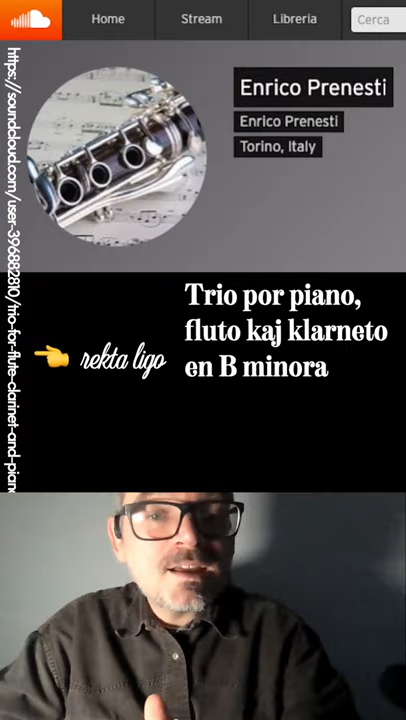 Home
Stream
Libreria
Cerca
Enrico Prenesti
Enrico Prenesti
Torino, Italy
https://soundcloud.com/user-396882810/trio-for-flute-clarinet-and-piano
Trio por piano,
fluto kaj klarneto
👈 rekta ligo
en B minora